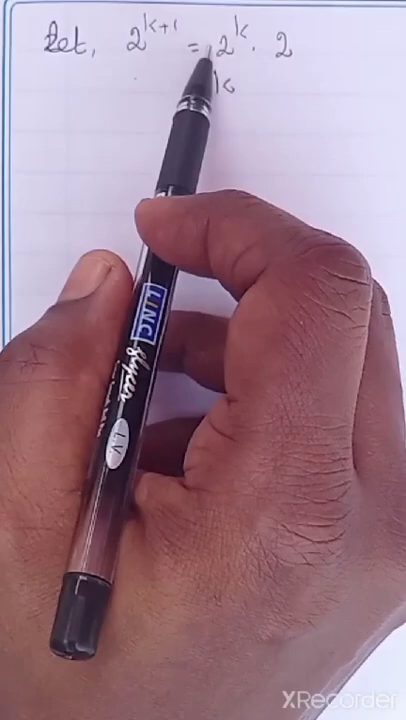 Let, 2^{k+1} = 2^k · 2
k
LINC
L.V.
XRecorder